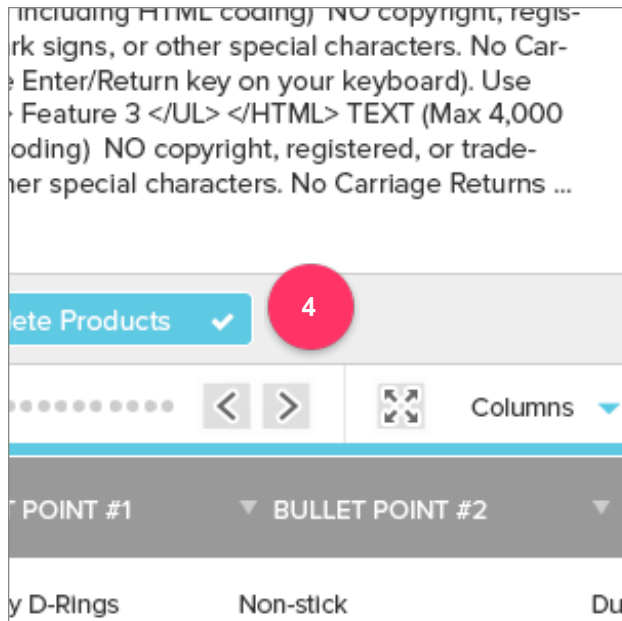 including HTML coding) NO copyright, regis-
rk signs, or other special characters. No Car-
Enter/Return key on your keyboard). Use
> Feature 3 </UL> </HTML> TEXT (Max 4,000
oding) NO copyright, registered, or trade-
her special characters. No Carriage Returns ...
lete Products
4
Columns
POINT #1
BULLET POINT #2
y D-Rings
Non-stick
Du